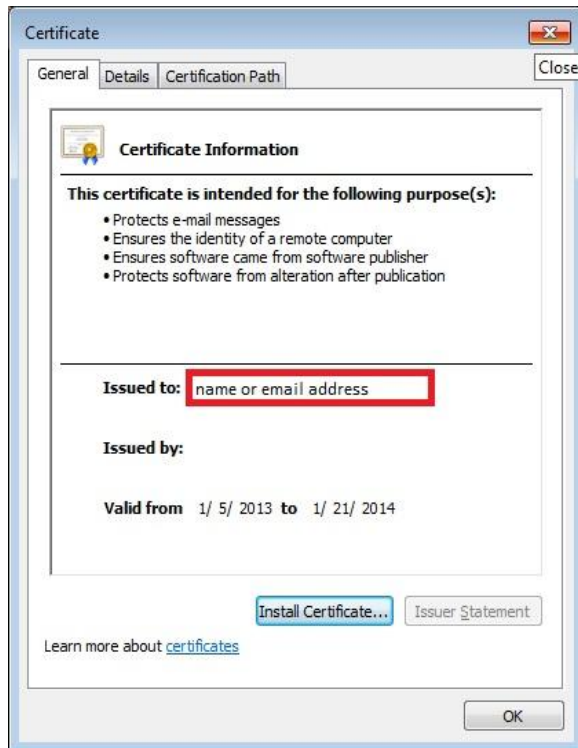 Certificate
Close
General Details Certification Path
Certificate Information
This certificate is intended for the following purpose(s):
• Protects e-mail messages
• Ensures the identity of a remote computer
• Ensures software came from software publisher
• Protects software from alteration after publication
Issued to: name or email address
Issued by:
Valid from 1/ 5/ 2013 to 1/ 21/ 2014
Install Certificate... Issuer Statement
Learn more about certificates
OK